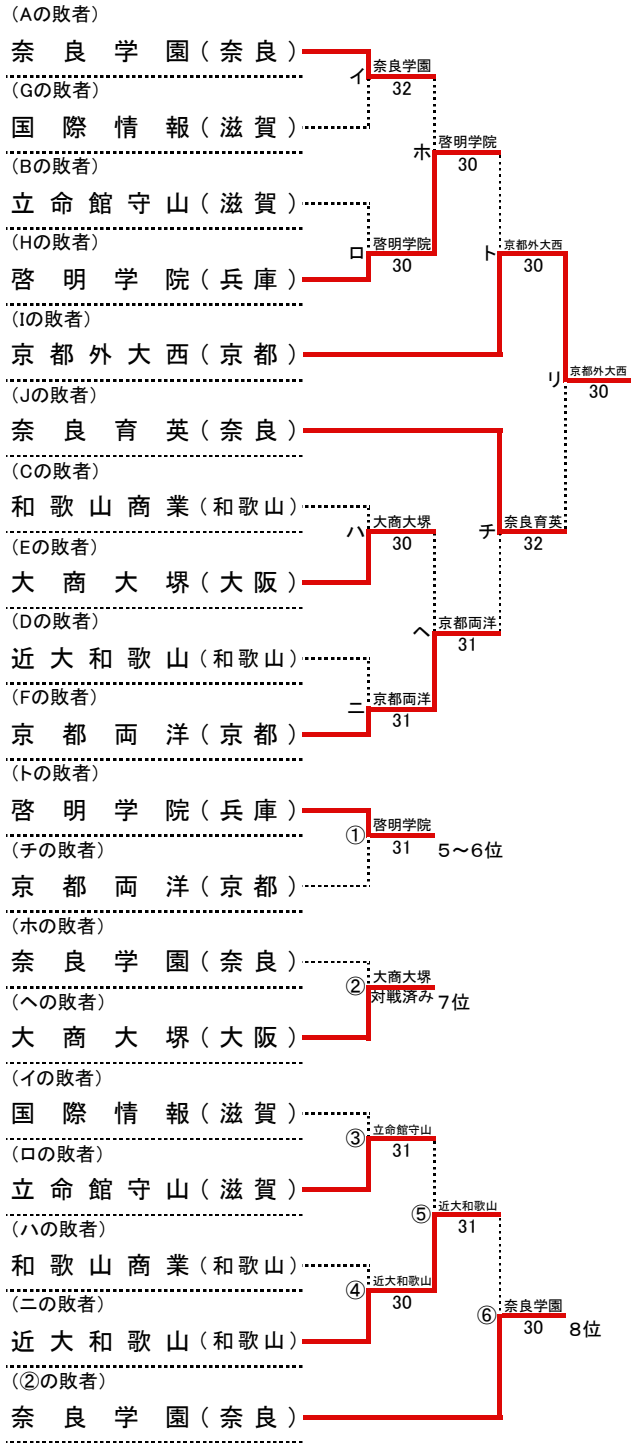 (Aの敗者)
奈良学園(奈良)
イ
奈良学園
32
(Gの敗者)
国際情報(滋賀)
ホ
啓明学院
30
(Bの敗者)
立命館守山(滋賀)
(Hの敗者)
ロ
啓明学院
30
ト
京都外大西
30
啓明学院(兵庫)
(Iの敗者)
京都外大西(京都)
リ
京都外大西
30
(Jの敗者)
奈良育英(奈良)
(Cの敗者)
和歌山商業(和歌山)
ハ
大商大堺
30
チ
奈良育英
32
(Eの敗者)
大商大堺(大阪)
(Dの敗者)
ヘ
京都両洋
31
近大和歌山(和歌山)
(Fの敗者)
ニ
京都両洋
31
京都両洋(京都)
(トの敗者)
啓明学院(兵庫)
①
啓明学院
31
5~6位
(チの敗者)
京都両洋(京都)
(ホの敗者)
奈良学園(奈良)
②
大商大堺
対戦済み
7位
(ヘの敗者)
大商大堺(大阪)
(イの敗者)
国際情報(滋賀)
③
立命館守山
31
(ロの敗者)
立命館守山(滋賀)
⑤
近大和歌山
31
(ハの敗者)
和歌山商業(和歌山)
④
近大和歌山
30
(ニの敗者)
⑥
奈良学園
30
8位
近大和歌山(和歌山)
(②の敗者)
奈良学園(奈良)